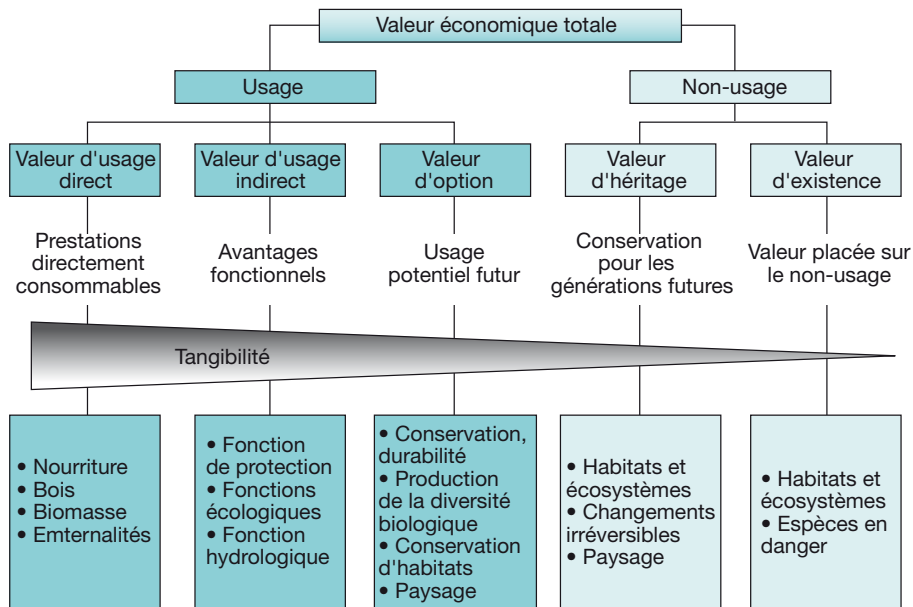 Valeur économique totale
Usage
Non-usage
Valeur d'usage
direct
Valeur d'usage
indirect
Valeur
d'option
Valeur
d'héritage
Valeur
d'existence
Prestations
directement
consommables
Avantages
fonctionnels
Usage
potentiel futur
Conservation
pour les
générations futures
Valeur placée sur
le non-usage
Tangibilité
• Nourriture
• Bois
• Biomasse
• Emternalités
• Fonction
de protection
• Fonctions
écologiques
• Fonction
hydrologique
• Conservation,
durabilité
• Production
de la diversité
biologique
• Conservation
d'habitats
• Paysage
• Habitats et
écosystèmes
• Changements
irréversibles
• Paysage
• Habitats et
écosystèmes
• Espèces en
danger